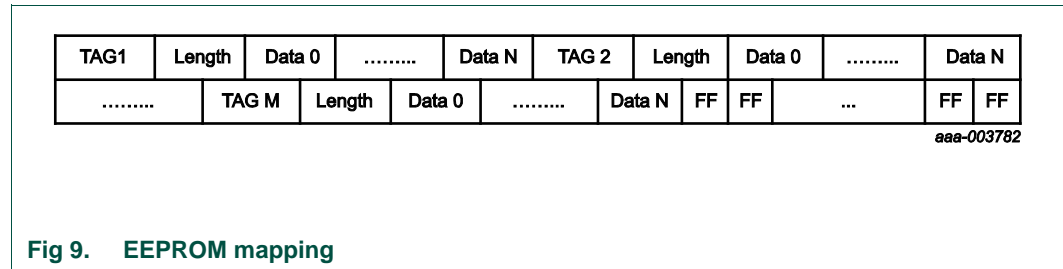 TAG1 Length Data 0 ......... Data N TAG 2 Length Data 0 ......... Data N
......... TAG M Length Data 0 ......... Data N FF FF ... FF FF
aaa-003782
Fig 9. EEPROM mapping